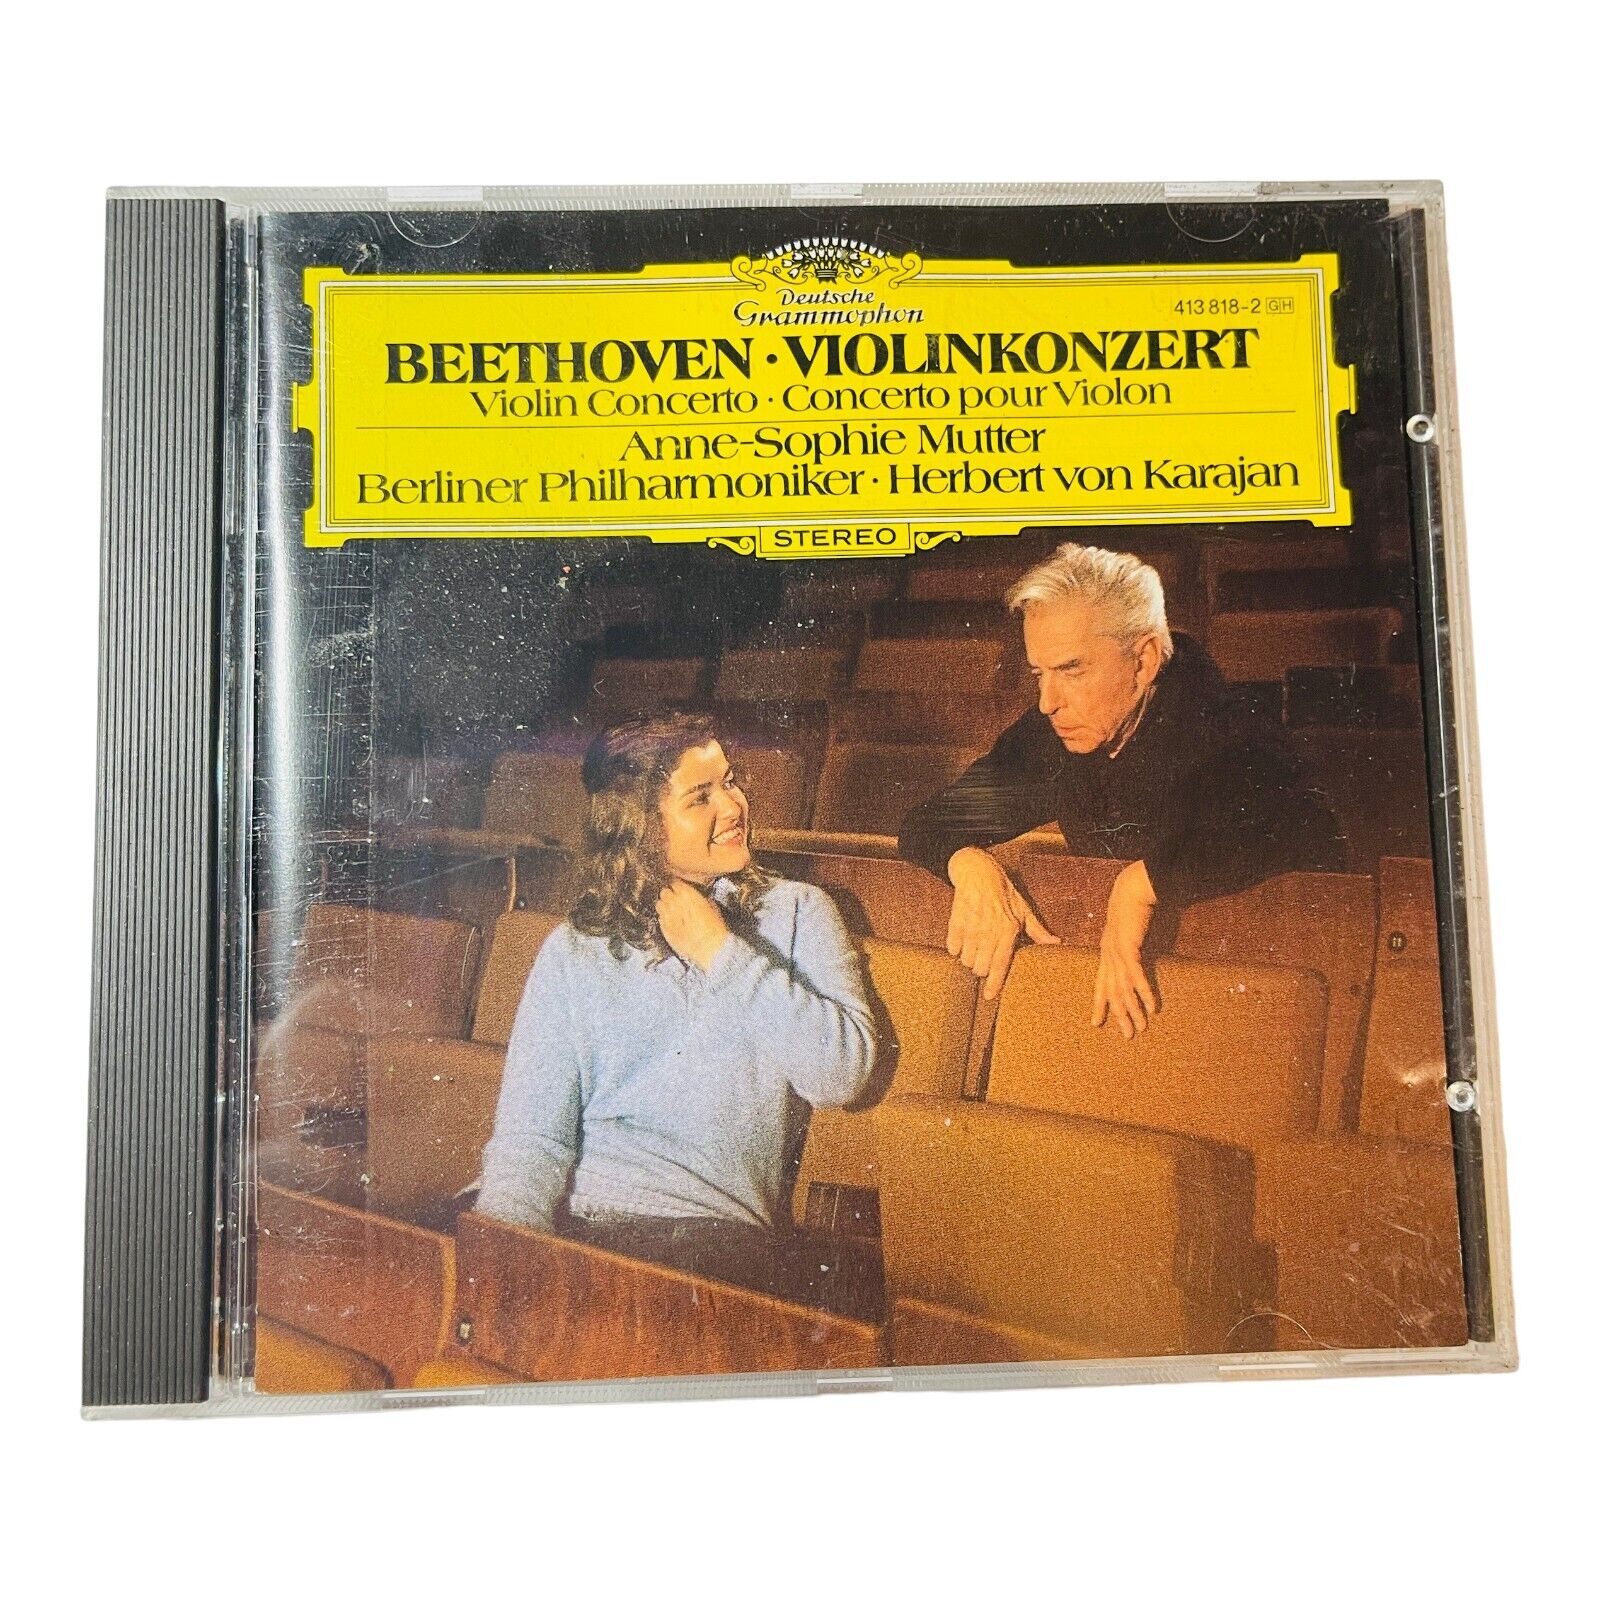 Deutsche
Grammophon
413 818-2 GH
BEETHOVEN · VIOLINKONZERT
Violin Concerto · Concerto pour Violon
Anne-Sophie Mutter
Berliner Philharmoniker · Herbert von Karajan
STEREO